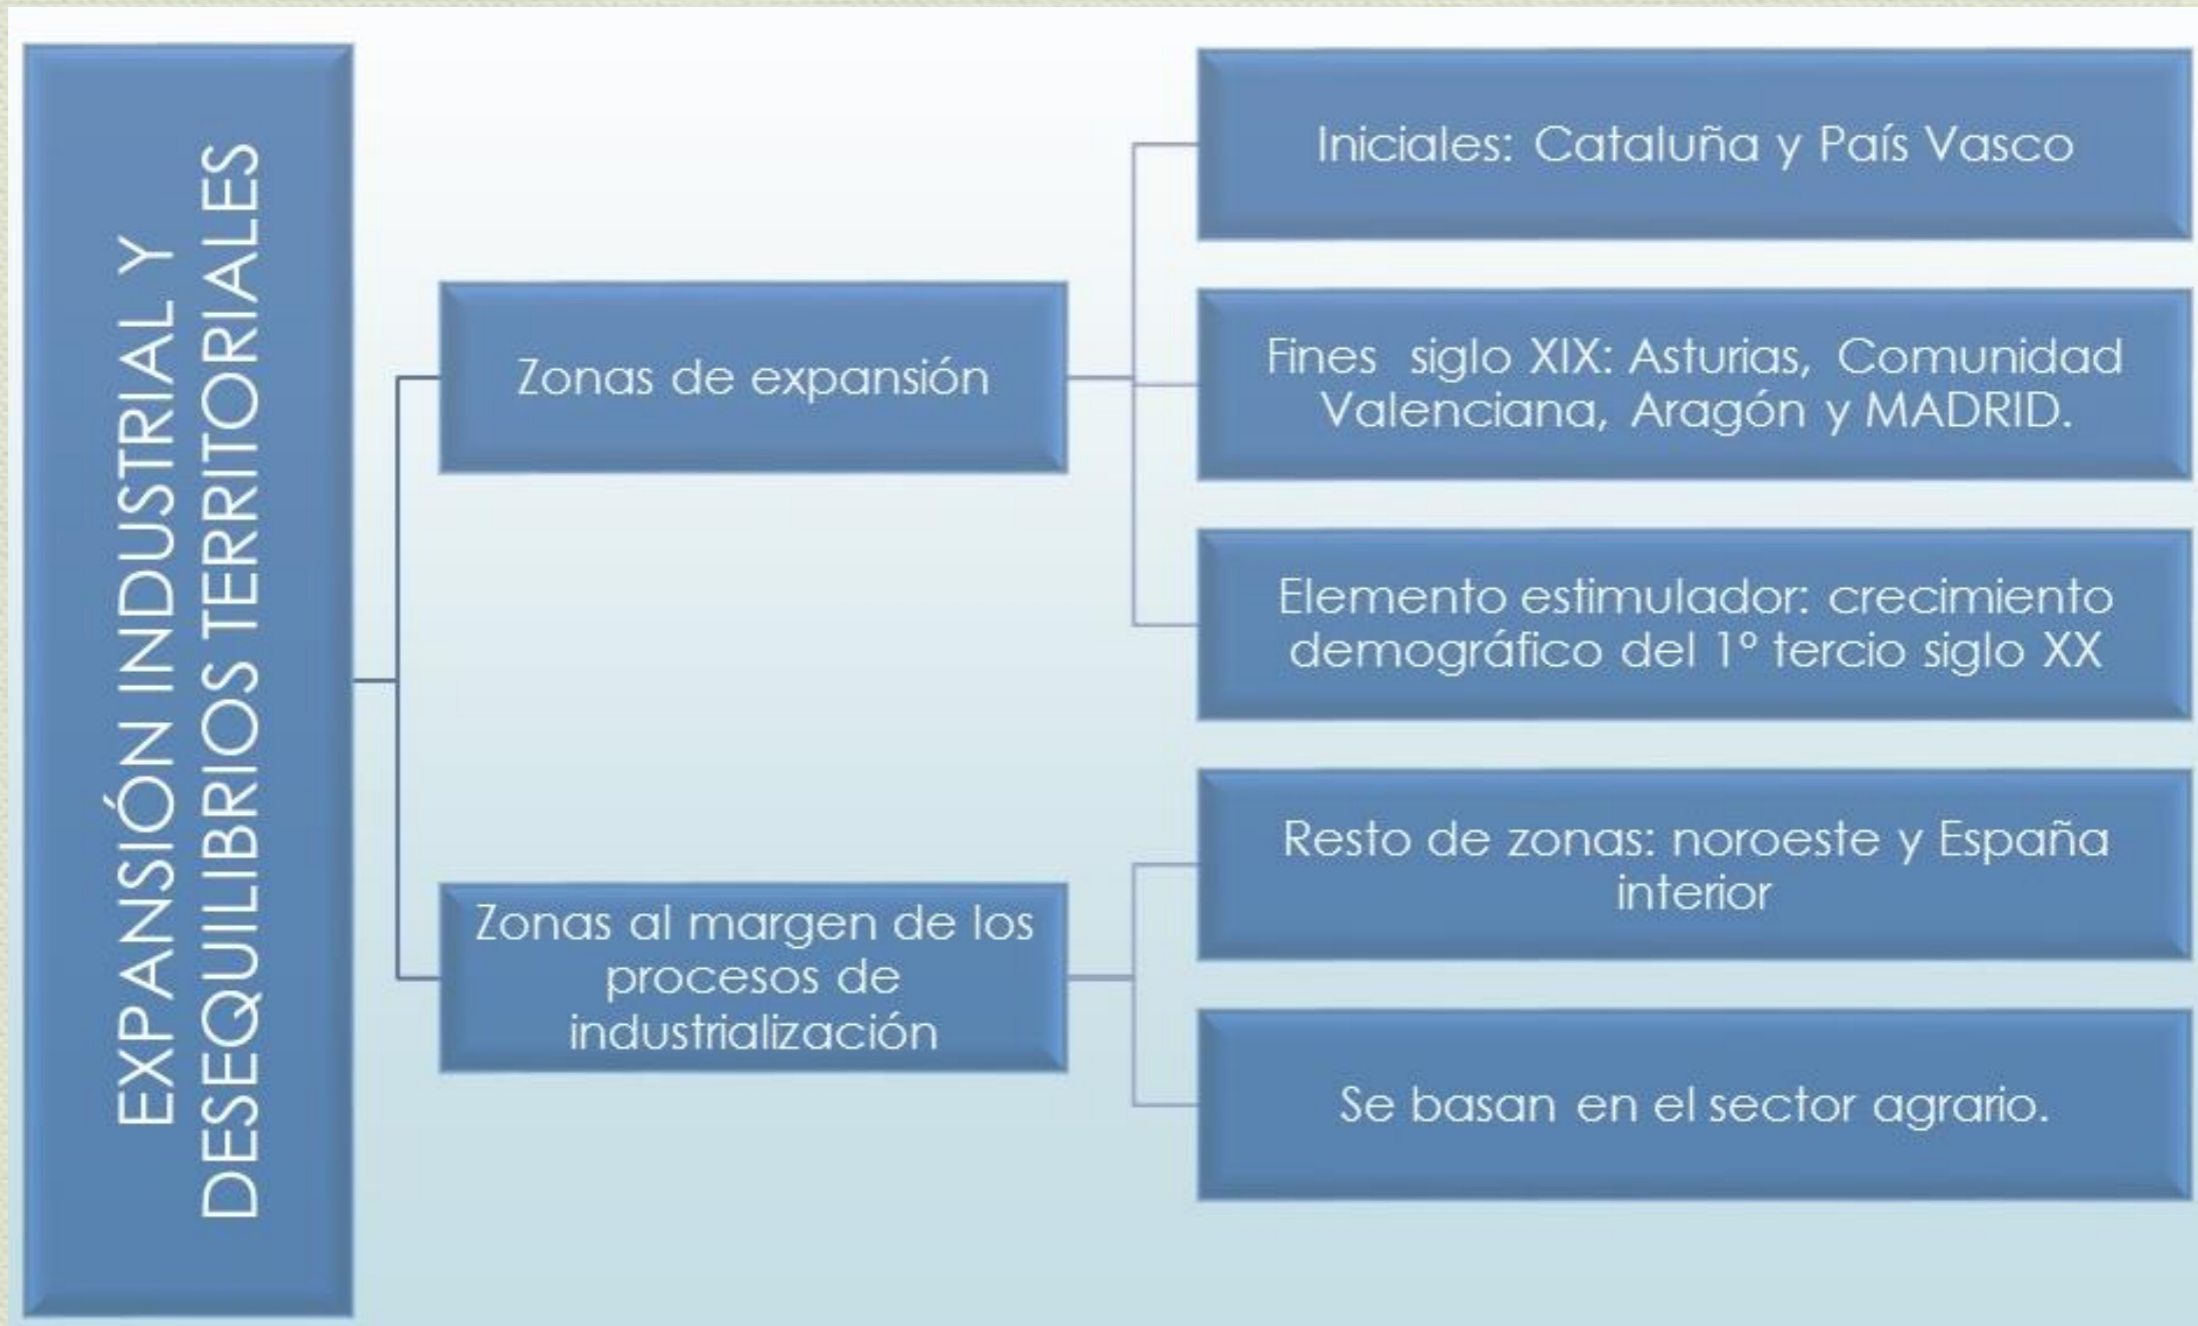 EXPANSIÓN INDUSTRIAL Y
DESEQUILIBRIOS TERRITORIALES
Zonas de expansión
Iniciales: Cataluña y País Vasco
Fines siglo XIX: Asturias, Comunidad
Valenciana, Aragón y MADRID.
Elemento estimulador: crecimiento
demográfico del 1º tercio siglo XX
Zonas al margen de los
procesos de
industrialización
Resto de zonas: noroeste y España
interior
Se basan en el sector agrario.